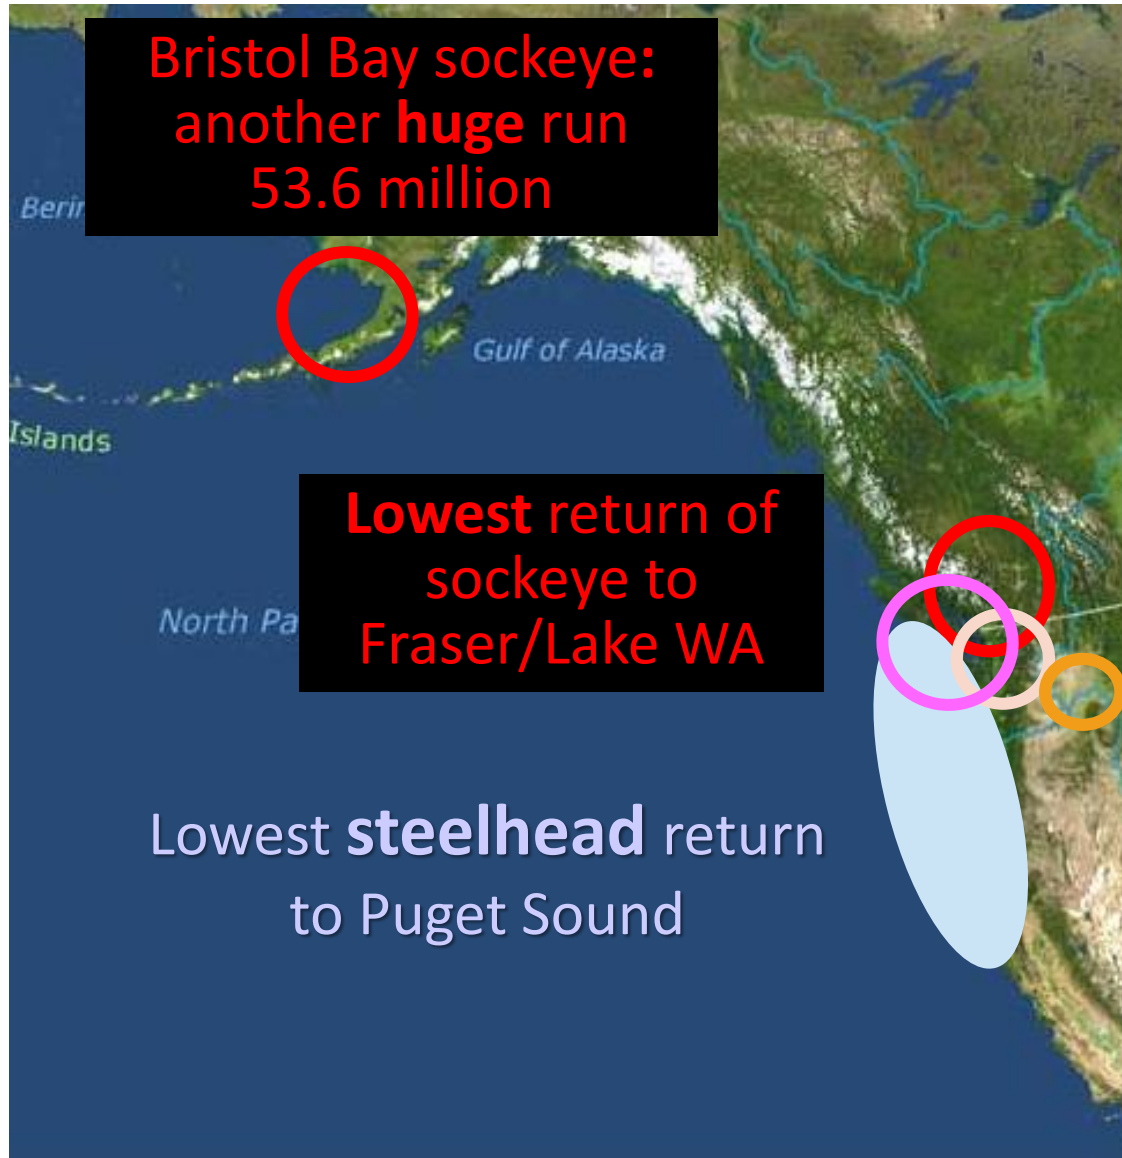 Bristol Bay sockeye:
another huge run
53.6 million
Berin
Gulf of Alaska
Islands
Lowest return of
sockeye to
Fraser/Lake WA
North Pa
Lowest steelhead return
to Puget Sound